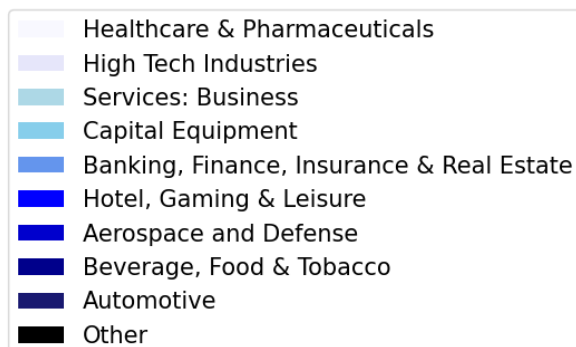 Healthcare & Pharmaceuticals
High Tech Industries
Services: Business
Capital Equipment
Banking, Finance, Insurance & Real Estate
Hotel, Gaming & Leisure
Aerospace and Defense
Beverage, Food & Tobacco
Automotive
Other